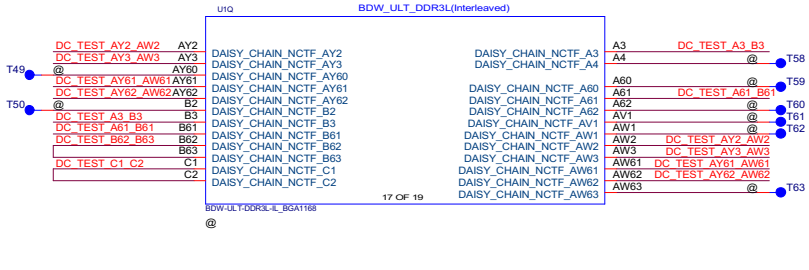 U1Q
BDW_ULT_DDR3L(Interleaved)
DC_TEST_AY2_AW2 AY2 DAISY_CHAIN_NCTF_AY2
DC_TEST_AY3_AW3 AY3 DAISY_CHAIN_NCTF_AY3
T49 @ AY60 DAISY_CHAIN_NCTF_AY60
DC_TEST_AY61_AW61 AY61 DAISY_CHAIN_NCTF_AY61
DC_TEST_AY62_AW62 AY62 DAISY_CHAIN_NCTF_AY62
T50 @ B2 DAISY_CHAIN_NCTF_B2
DC_TEST_A3_B3 B3 DAISY_CHAIN_NCTF_B3
DC_TEST_A61_B61 B61 DAISY_CHAIN_NCTF_B61
DC_TEST_B62_B63 B62 DAISY_CHAIN_NCTF_B62
B63 DAISY_CHAIN_NCTF_B63
DC_TEST_C1_C2 C1 DAISY_CHAIN_NCTF_C1
C2 DAISY_CHAIN_NCTF_C2
DAISY_CHAIN_NCTF_A3 A3 DC_TEST_A3_B3
DAISY_CHAIN_NCTF_A4 A4 @ T58
DAISY_CHAIN_NCTF_A60 A60 @ T59
DAISY_CHAIN_NCTF_A61 A61 DC_TEST_A61_B61
DAISY_CHAIN_NCTF_A62 A62 @ T60
DAISY_CHAIN_NCTF_AV1 AV1 @ T61
DAISY_CHAIN_NCTF_AW1 AW1 @ T62
DAISY_CHAIN_NCTF_AW2 AW2 DC_TEST_AY2_AW2
DAISY_CHAIN_NCTF_AW3 AW3 DC_TEST_AY3_AW3
DAISY_CHAIN_NCTF_AW61 AW61 DC_TEST_AY61_AW61
DAISY_CHAIN_NCTF_AW62 AW62 DC_TEST_AY62_AW62
DAISY_CHAIN_NCTF_AW63 AW63 @ T63
17 OF 19
BDW-ULT-DDR3L-IL_BGA1168
@